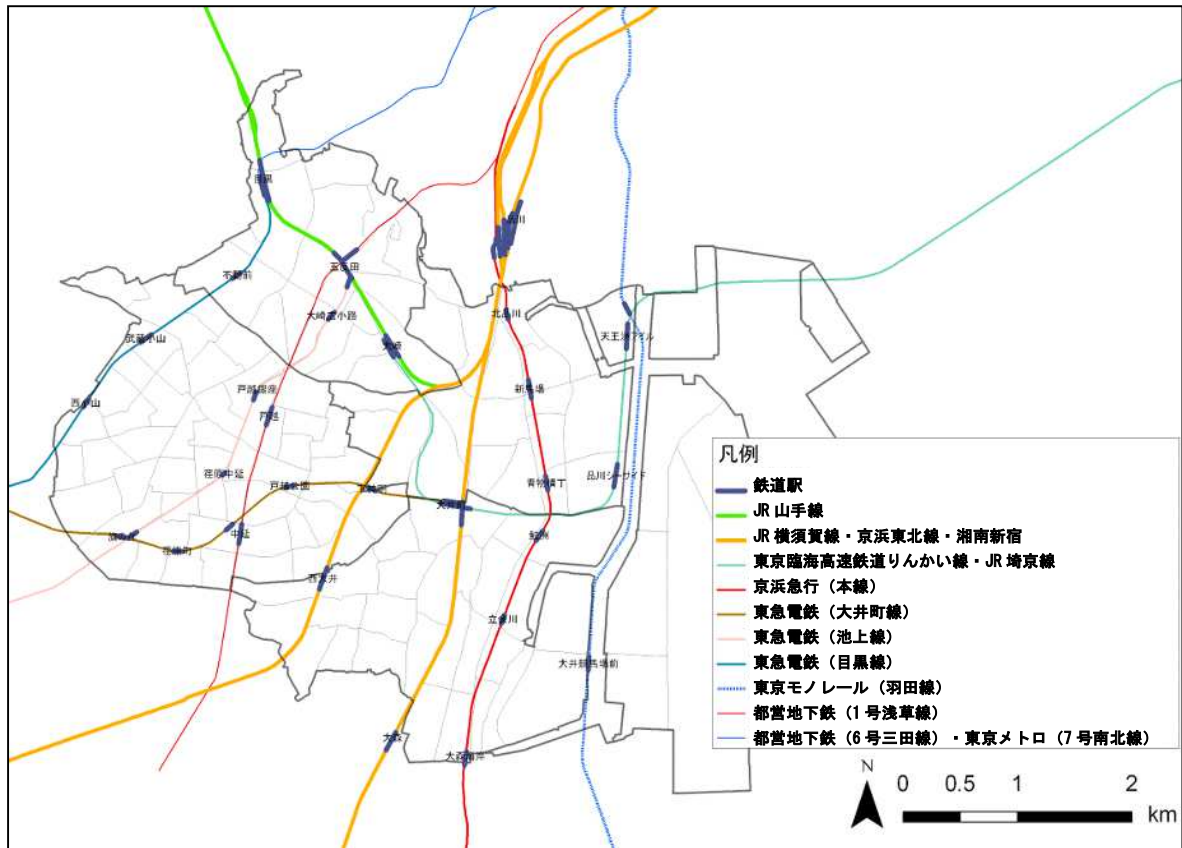 目黒
品川
五反田
不動前
大崎広小路
北品川
天王洲アイル
武蔵小山
大崎
戸越銀座
新馬場
西小山
戸越
荏原中延
戸越公園
下神明
青物横丁
品川シーサイド
大井町
旗の台
荏原町
中延
鮫洲
西大井
立会川
大井競馬場前
大森
大森海岸
凡例
鉄道駅
JR 山手線
JR 横須賀線・京浜東北線・湘南新宿
東京臨海高速鉄道りんかい線・JR 埼京線
京浜急行（本線）
東急電鉄（大井町線）
東急電鉄（池上線）
東急電鉄（目黒線）
東京モノレール（羽田線）
都営地下鉄（1 号浅草線）
都営地下鉄（6 号三田線）・東京メトロ（7 号南北線）
N
0 0.5 1 2
km